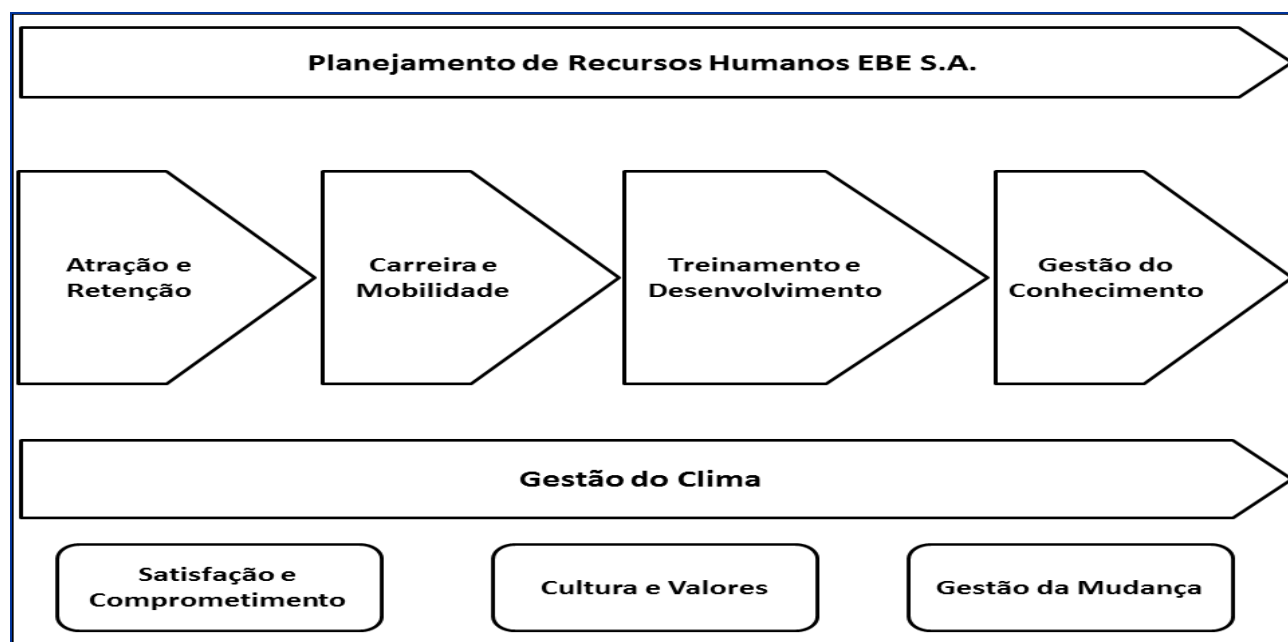 Planejamento de Recursos Humanos EBE S.A.
Atração e
Retenção
Carreira e
Mobilidade
Treinamento e
Desenvolvimento
Gestão do
Conhecimento
Gestão do Clima
Satisfação e
Comprometimento
Cultura e Valores
Gestão da Mudança